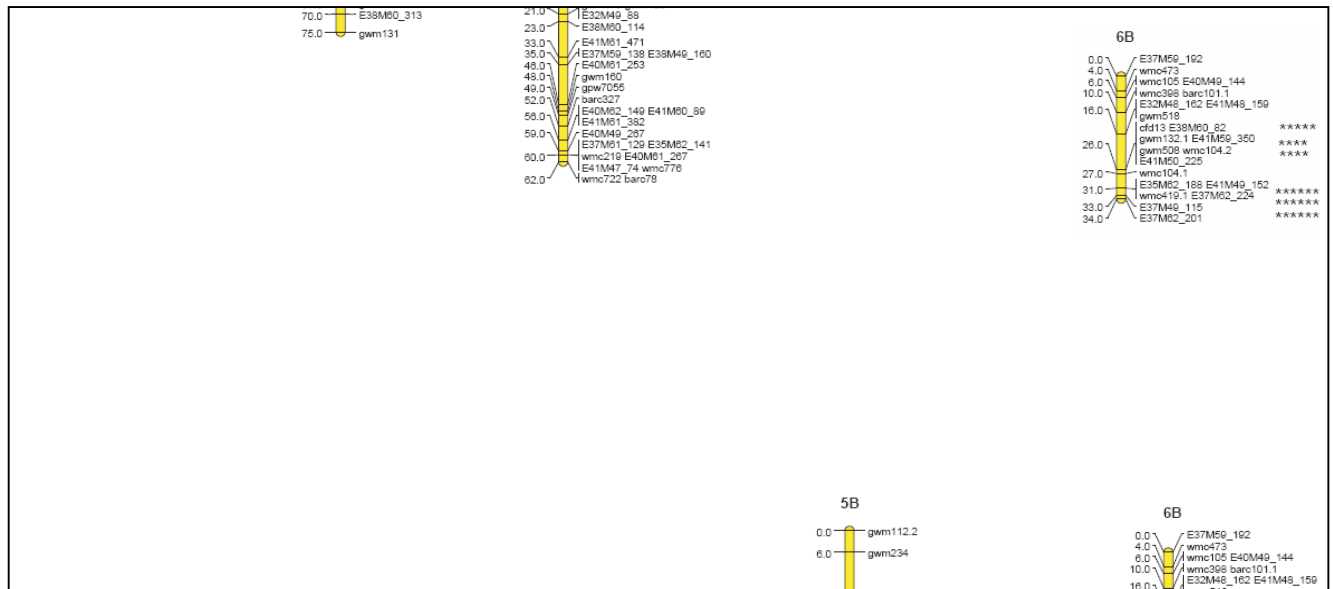 70.0 E38M60_313
75.0 gwm131
21.0 E32M49_88
23.0 E38M60_114
33.0 E41M61_471
35.0 E37M59_138 E38M49_160
46.0 E40M61_253
48.0 gwm160
49.0 gpw7055
52.0 barc327
56.0 E40M62_149 E41M60_89
E41M61_382
59.0 E40M49_267
E37M61_129 E35M62_141
60.0 wmc219 E40M61_267
E41M47_74 wmc776
62.0 wmc722 barc78
6B
0.0 E37M59_192
4.0 wmc473
6.0 wmc105 E40M49_144
10.0 wmc398 barc101.1
16.0 E32M48_162 E41M48_159
gwm518
cfd13 E38M60_82 *****
26.0 gwm132.1 E41M59_350 ****
gwm508 wmc104.2 ****
E41M50_225
27.0 wmc104.1
31.0 E35M62_188 E41M49_152 ******
wmc419.1 E37M62_224 ******
33.0 E37M49_115 ******
34.0 E37M62_201
5B
0.0 gwm112.2
6.0 gwm234
6B
0.0 E37M59_192
4.0 wmc473
6.0 wmc105 E40M49_144
10.0 wmc398 barc101.1
16.0 E32M48_162 E41M48_159